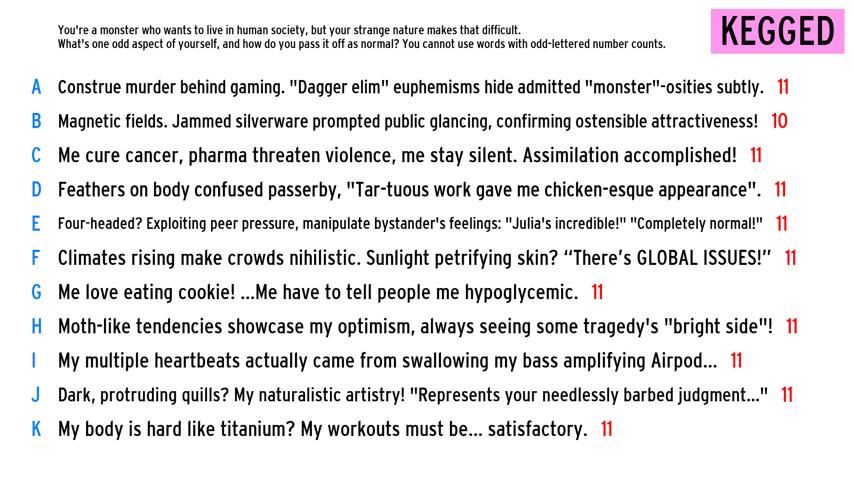 You're a monster who wants to live in human society, but your strange nature makes that difficult.
What's one odd aspect of yourself, and how do you pass it off as normal? You cannot use words with odd-lettered number counts.
KEGGED
A Construe murder behind gaming. "Dagger elim" euphemisms hide admitted "monster"-osities subtly. 11
B Magnetic fields. Jammed silverware prompted public glancing, confirming ostensible attractiveness! 10
C Me cure cancer, pharma threaten violence, me stay silent. Assimilation accomplished! 11
D Feathers on body confused passerby, "Tar-tuous work gave me chicken-esque appearance". 11
E Four-headed? Exploiting peer pressure, manipulate bystander's feelings: "Julia's incredible!" "Completely normal!" 11
F Climates rising make crowds nihilistic. Sunlight petrifying skin? “There’s GLOBAL ISSUES!” 11
G Me love eating cookie! ...Me have to tell people me hypoglycemic. 11
H Moth-like tendencies showcase my optimism, always seeing some tragedy's "bright side"! 11
I My multiple heartbeats actually came from swallowing my bass amplifying Airpod... 11
J Dark, protruding quills? My naturalistic artistry! "Represents your needlessly barbed judgment..." 11
K My body is hard like titanium? My workouts must be... satisfactory. 11